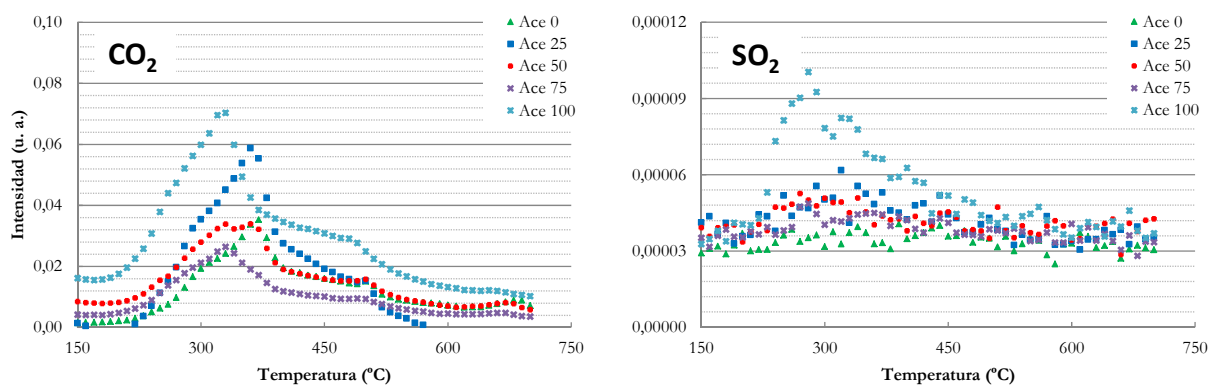 CO2
Intensidad (u. a.)
0,10
0,08
0,06
0,04
0,02
0,00
150 300 450 600 750
Temperatura (ºC)
Ace 0
Ace 25
Ace 50
Ace 75
Ace 100
SO2
0,00012
0,00009
0,00006
0,00003
0,00000
150 300 450 600 750
Temperatura (ºC)
Ace 0
Ace 25
Ace 50
Ace 75
Ace 100